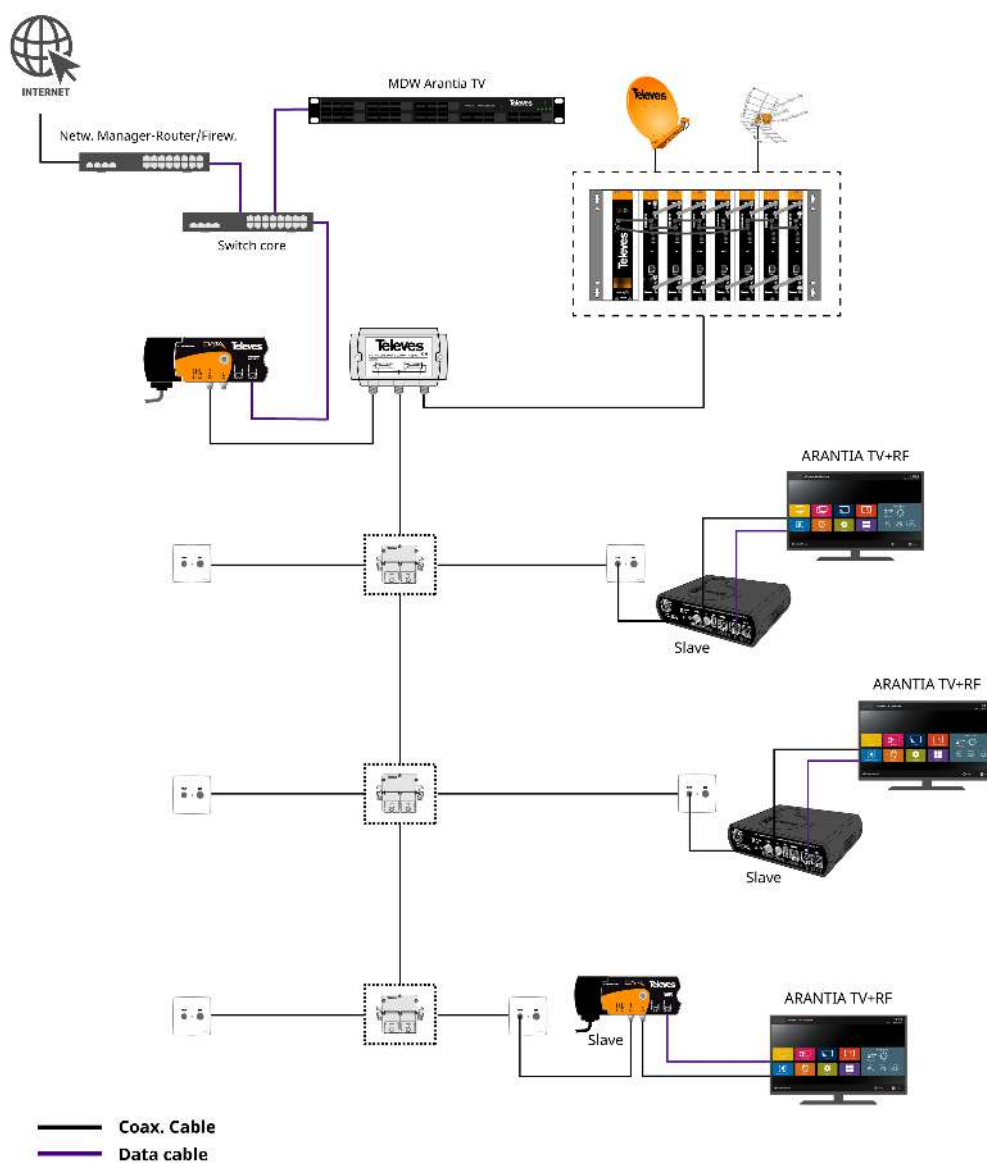 INTERNET
MDW Arantia TV
Televes
Televes
Netw. Manager-Router/Firew.
Switch core
Televes
Televes
Televes
ARANTIA TV+RF
Slave
ARANTIA TV+RF
Slave
Televes
Slave
ARANTIA TV+RF
Coax. Cable
Data cable